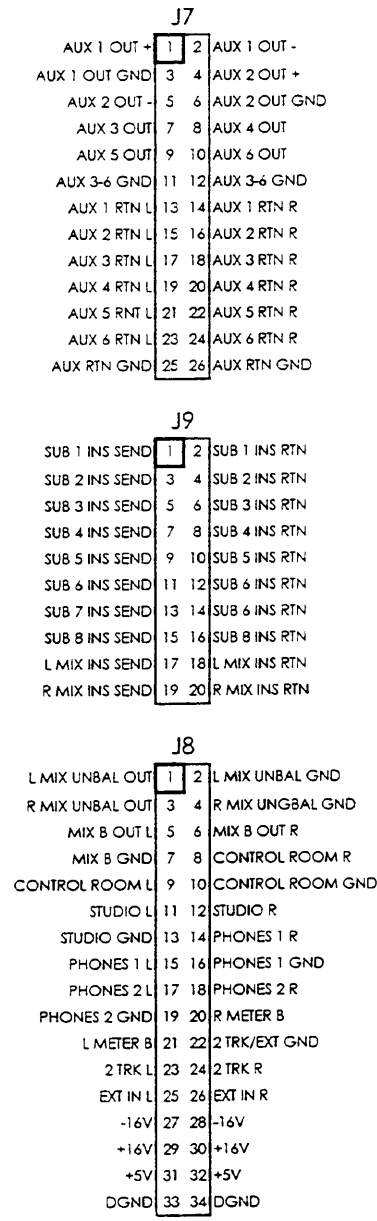 J7
AUX 1 OUT + 1 2 AUX 1 OUT -
AUX 1 OUT GND 3 4 AUX 2 OUT +
AUX 2 OUT - 5 6 AUX 2 OUT GND
AUX 3 OUT 7 8 AUX 4 OUT
AUX 5 OUT 9 10 AUX 6 OUT
AUX 3-6 GND 11 12 AUX 3-6 GND
AUX 1 RTN L 13 14 AUX 1 RTN R
AUX 2 RTN L 15 16 AUX 2 RTN R
AUX 3 RTN L 17 18 AUX 3 RTN R
AUX 4 RTN L 19 20 AUX 4 RTN R
AUX 5 RNT L 21 22 AUX 5 RTN R
AUX 6 RTN L 23 24 AUX 6 RTN R
AUX RTN GND 25 26 AUX RTN GND
J9
SUB 1 INS SEND 1 2 SUB 1 INS RTN
SUB 2 INS SEND 3 4 SUB 2 INS RTN
SUB 3 INS SEND 5 6 SUB 3 INS RTN
SUB 4 INS SEND 7 8 SUB 4 INS RTN
SUB 5 INS SEND 9 10 SUB 5 INS RTN
SUB 6 INS SEND 11 12 SUB 6 INS RTN
SUB 7 INS SEND 13 14 SUB 6 INS RTN
SUB 8 INS SEND 15 16 SUB 8 INS RTN
L MIX INS SEND 17 18 L MIX INS RTN
R MIX INS SEND 19 20 R MIX INS RTN
J8
L MIX UNBAL OUT 1 2 L MIX UNBAL GND
R MIX UNBAL OUT 3 4 R MIX UNGBAL GND
MIX B OUT L 5 6 MIX B OUT R
MIX B GND 7 8 CONTROL ROOM R
CONTROL ROOM L 9 10 CONTROL ROOM GND
STUDIO L 11 12 STUDIO R
STUDIO GND 13 14 PHONES 1 R
PHONES 1 L 15 16 PHONES 1 GND
PHONES 2 L 17 18 PHONES 2 R
PHONES 2 GND 19 20 R METER B
L METER B 21 22 2 TRK/EXT GND
2 TRK L 23 24 2 TRK R
EXT IN L 25 26 EXT IN R
-16V 27 28 -16V
+16V 29 30 +16V
+5V 31 32 +5V
DGND 33 34 DGND